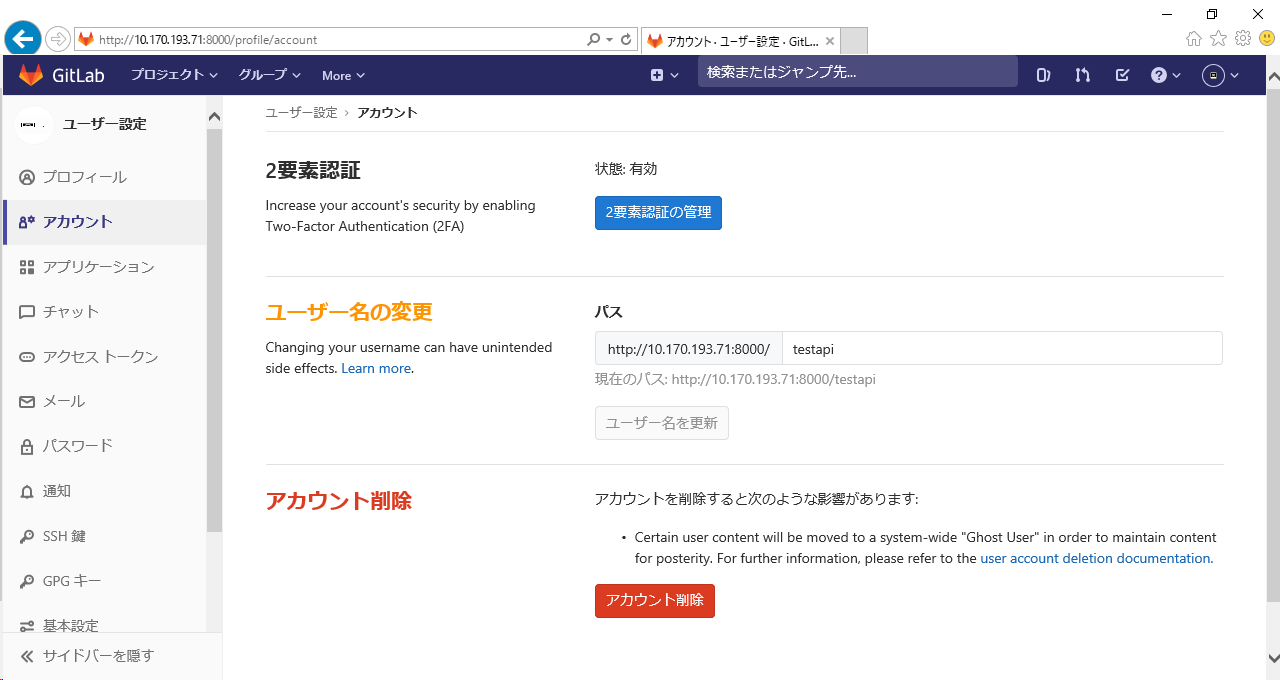 http://10.170.193.71:8000/profile/account
アカウント · ユーザー設定 · GitL...
GitLab プロジェクト グループ More 検索またはジャンプ先...
ユーザー設定
プロフィール
アカウント
アプリケーション
チャット
アクセス トークン
メール
パスワード
通知
SSH 鍵
GPG キー
基本設定
サイドバーを隠す
ユーザー設定 › アカウント
2要素認証
Increase your account's security by enabling
Two-Factor Authentication (2FA)
状態: 有効
2要素認証の管理
ユーザー名の変更
Changing your username can have unintended
side effects. Learn more.
パス
http://10.170.193.71:8000/ testapi
現在のパス: http://10.170.193.71:8000/testapi
ユーザー名を更新
アカウント削除
アカウントを削除すると次のような影響があります:
• Certain user content will be moved to a system-wide "Ghost User" in order to maintain content
for posterity. For further information, please refer to the user account deletion documentation.
アカウント削除